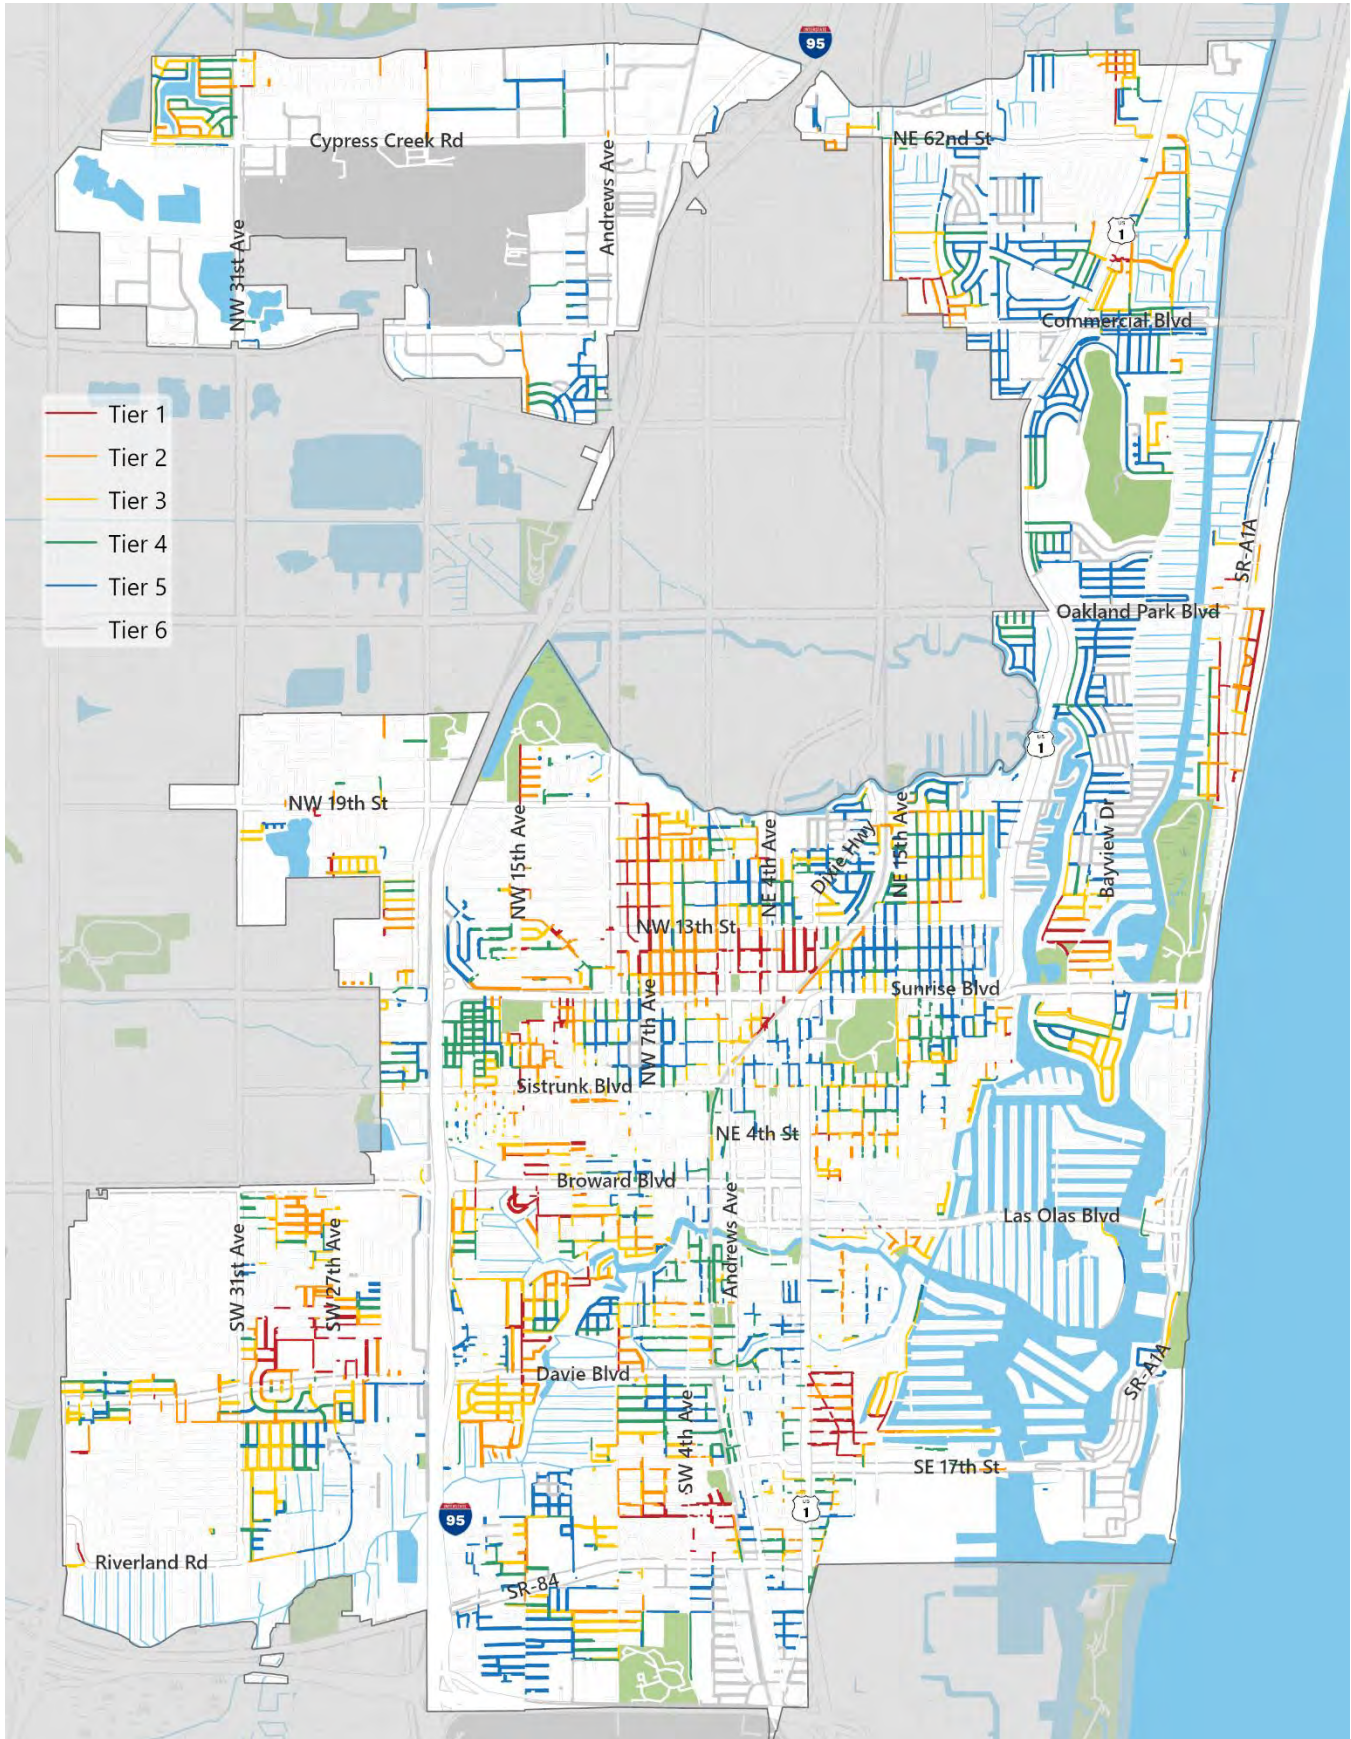 95
Cypress Creek Rd
NE 62nd St
Andrews Ave
NW 31st Ave
US
1
Commercial Blvd
Tier 1
Tier 2
Tier 3
Tier 4
Tier 5
Tier 6
SR-A1A
Oakland Park Blvd
US
1
NW 19th St
NW 15th Ave
NE 4th Ave
Dixie Hwy
NE 15th Ave
Bayview Dr
NW 13th St
Sunrise Blvd
NW 7th Ave
Sistrunk Blvd
NE 4th St
Broward Blvd
Las Olas Blvd
Andrews Ave
SW 31st Ave
SW 27th Ave
Davie Blvd
SR-A1A
SW 4th Ave
SE 17th St
US
1
95
Riverland Rd
SR-84